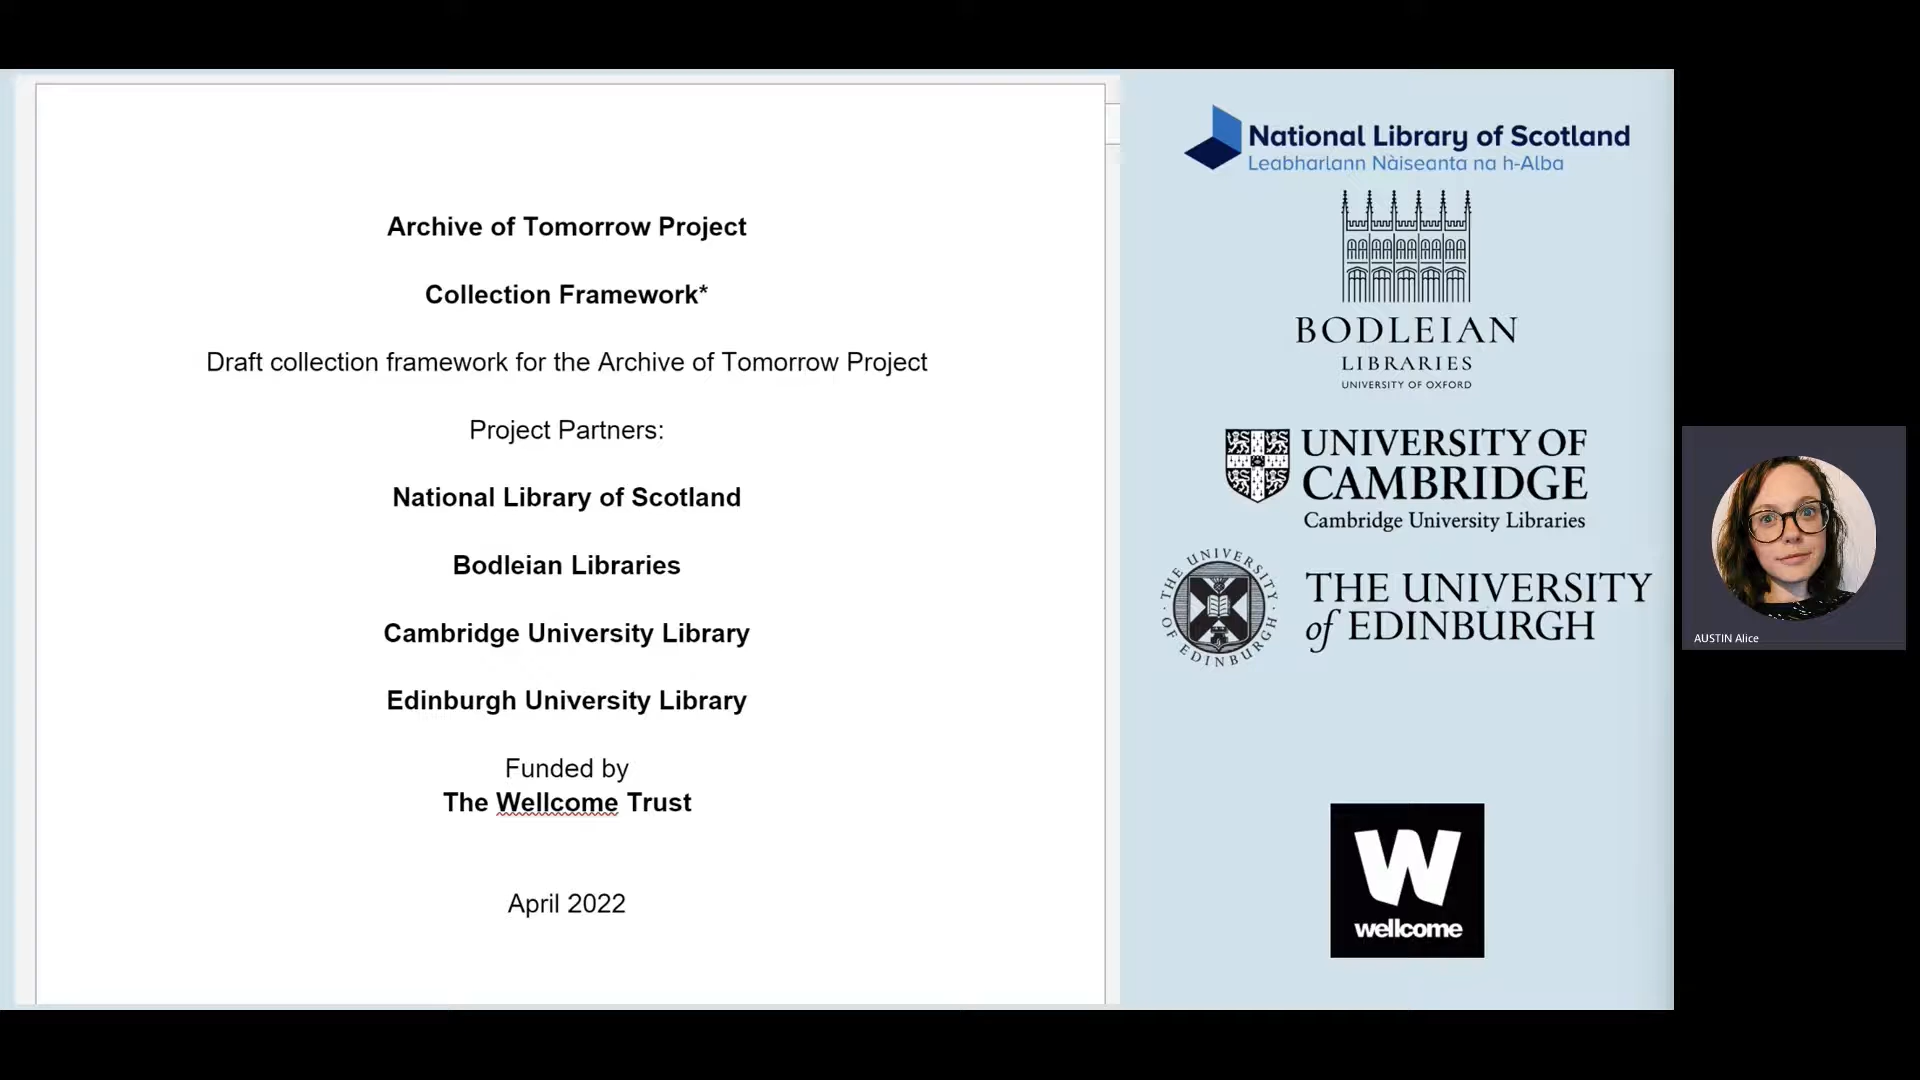 Archive of Tomorrow Project
Collection Framework*
Draft collection framework for the Archive of Tomorrow Project
Project Partners:
National Library of Scotland
Bodleian Libraries
Cambridge University Library
Edinburgh University Library
Funded by
The Wellcome Trust
April 2022
National Library of Scotland
Leabharlann Nàiseanta na h-Alba
BODLEIAN
LIBRARIES
UNIVERSITY OF OXFORD
UNIVERSITY OF
CAMBRIDGE
Cambridge University Libraries
THE UNIVERSITY
OF EDINBURGH
THE UNIVERSITY
of EDINBURGH
W
wellcome
AUSTIN Alice